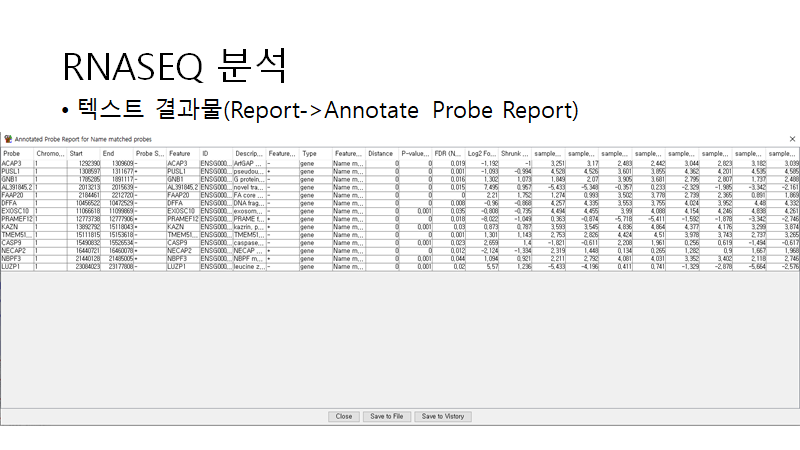 RNASEQ 분석
• 텍스트 결과물(Report->Annotate Probe Report)
Annotated Probe Report for Name matched probes
Probe Chromo,,, Start End Probe S,,, Feature ID Descrip,,, Feature,,, Type Feature,,, Distance P-value,,, FDR (N,,, Log2 Fo,,, Shrunk ,,, sample,,, sample,,, sample,,, sample,,, sample,,, sample,,, sample,,, sample,,,
ACAP3 1 1292390 1309609 - ACAP3 ENSG000,,, ArfGAP ,,, - gene Name m,,, 0 0 0,019 -1,192 -1 3,251 3,17 2,483 2,442 3,044 2,823 3,182 3,039
PUSL1 1 1308597 1311677 + PUSL1 ENSG000,,, pseudou,,, + gene Name m,,, 0 0 0,001 -1,093 -0,994 4,528 4,526 3,601 3,855 4,362 4,201 4,535 4,585
GNB1 1 1785285 1891117 - GNB1 ENSG000,,, G protein,,, - gene Name m,,, 0 0 0,016 1,302 1,073 1,849 2,07 3,905 3,681 2,795 2,807 1,737 2,488
AL391845,2 1 2013213 2015639 - AL391845,2 ENSG000,,, novel tra,,, - gene Name m,,, 0 0 0,015 7,495 0,957 -5,433 -5,348 -0,357 0,233 -2,329 -1,985 -3,342 -2,161
FAAP20 1 2184461 2212720 - FAAP20 ENSG000,,, FA core ,,, - gene Name m,,, 0 0 0 2,21 1,752 1,274 0,993 3,502 3,778 2,739 2,365 0,891 1,869
DFFA 1 10456522 10472529 - DFFA ENSG000,,, DNA frag,,, - gene Name m,,, 0 0 0,008 -0,96 -0,868 4,257 4,335 3,553 3,755 4,024 3,952 4,48 4,332
EXOSC10 1 11066618 11099869 - EXOSC10 ENSG000,,, exosom,,, - gene Name m,,, 0 0,001 0,035 -0,808 -0,735 4,494 4,455 3,99 4,088 4,154 4,246 4,838 4,261
PRAMEF12 1 12773738 12777906 + PRAMEF12 ENSG000,,, PRAME f,,, + gene Name m,,, 0 0 0,018 -8,022 -1,049 0,363 -0,874 -5,718 -5,411 -1,592 -1,878 -3,342 -2,746
KAZN 1 13892792 15118043 + KAZN ENSG000,,, kazrin, p,,, + gene Name m,,, 0 0,001 0,03 0,873 0,787 3,593 3,545 4,836 4,864 4,377 4,176 3,299 3,874
TMEM51,,, 1 15111815 15153618 - TMEM51,,, ENSG000,,, TMEM51,,, - gene Name m,,, 0 0 0,001 1,301 1,143 2,753 2,826 4,424 4,51 3,978 3,743 2,737 3,265
CASP9 1 15490832 15526534 - CASP9 ENSG000,,, caspase,,, - gene Name m,,, 0 0,001 0,023 2,659 1,4 -1,821 -0,611 2,208 1,961 0,256 0,619 -1,494 -0,617
NECAP2 1 16440721 16460078 + NECAP2 ENSG000,,, NECAP ,,, + gene Name m,,, 0 0 0,012 -2,124 -1,334 2,319 1,448 0,134 0,265 1,282 0,9 1,667 1,968
NBPF3 1 21440128 21485005 + NBPF3 ENSG000,,, NBPF m,,, + gene Name m,,, 0 0,001 0,044 1,094 0,921 2,211 2,792 4,081 4,031 3,352 3,402 2,118 2,746
LUZP1 1 23084023 23177808 - LUZP1 ENSG000,,, leucine z,,, - gene Name m,,, 0 0,001 0,02 5,57 1,236 -5,433 -4,196 0,411 0,741 -1,329 -2,878 -5,664 -2,576
Close Save to File Save to Vistory